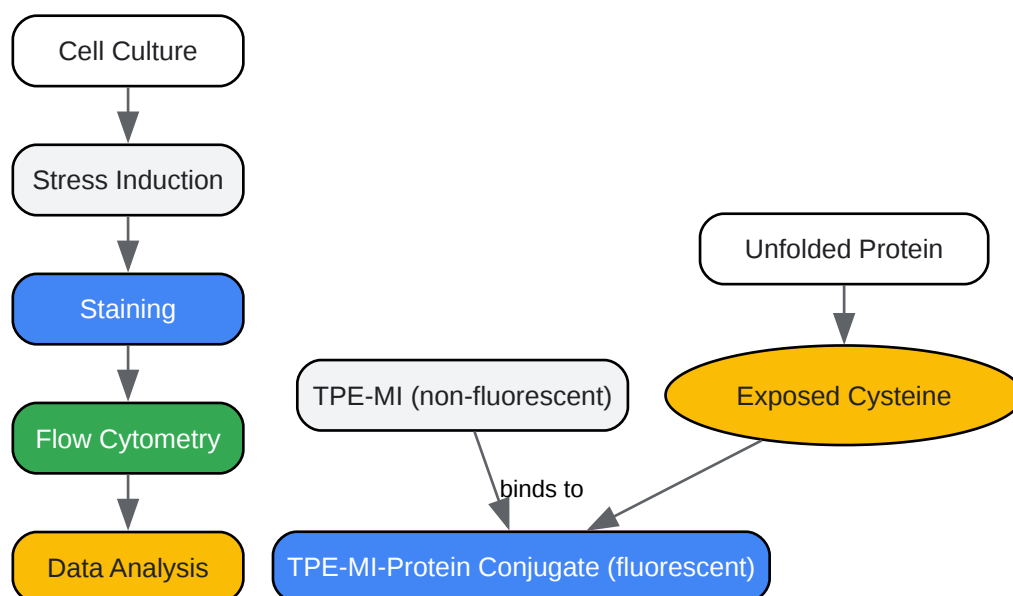 Cell Culture
Stress Induction
Staining
Flow Cytometry
Data Analysis
Unfolded Protein
TPE-MI (non-fluorescent)
Exposed Cysteine
binds to
TPE-MI-Protein Conjugate (fluorescent)